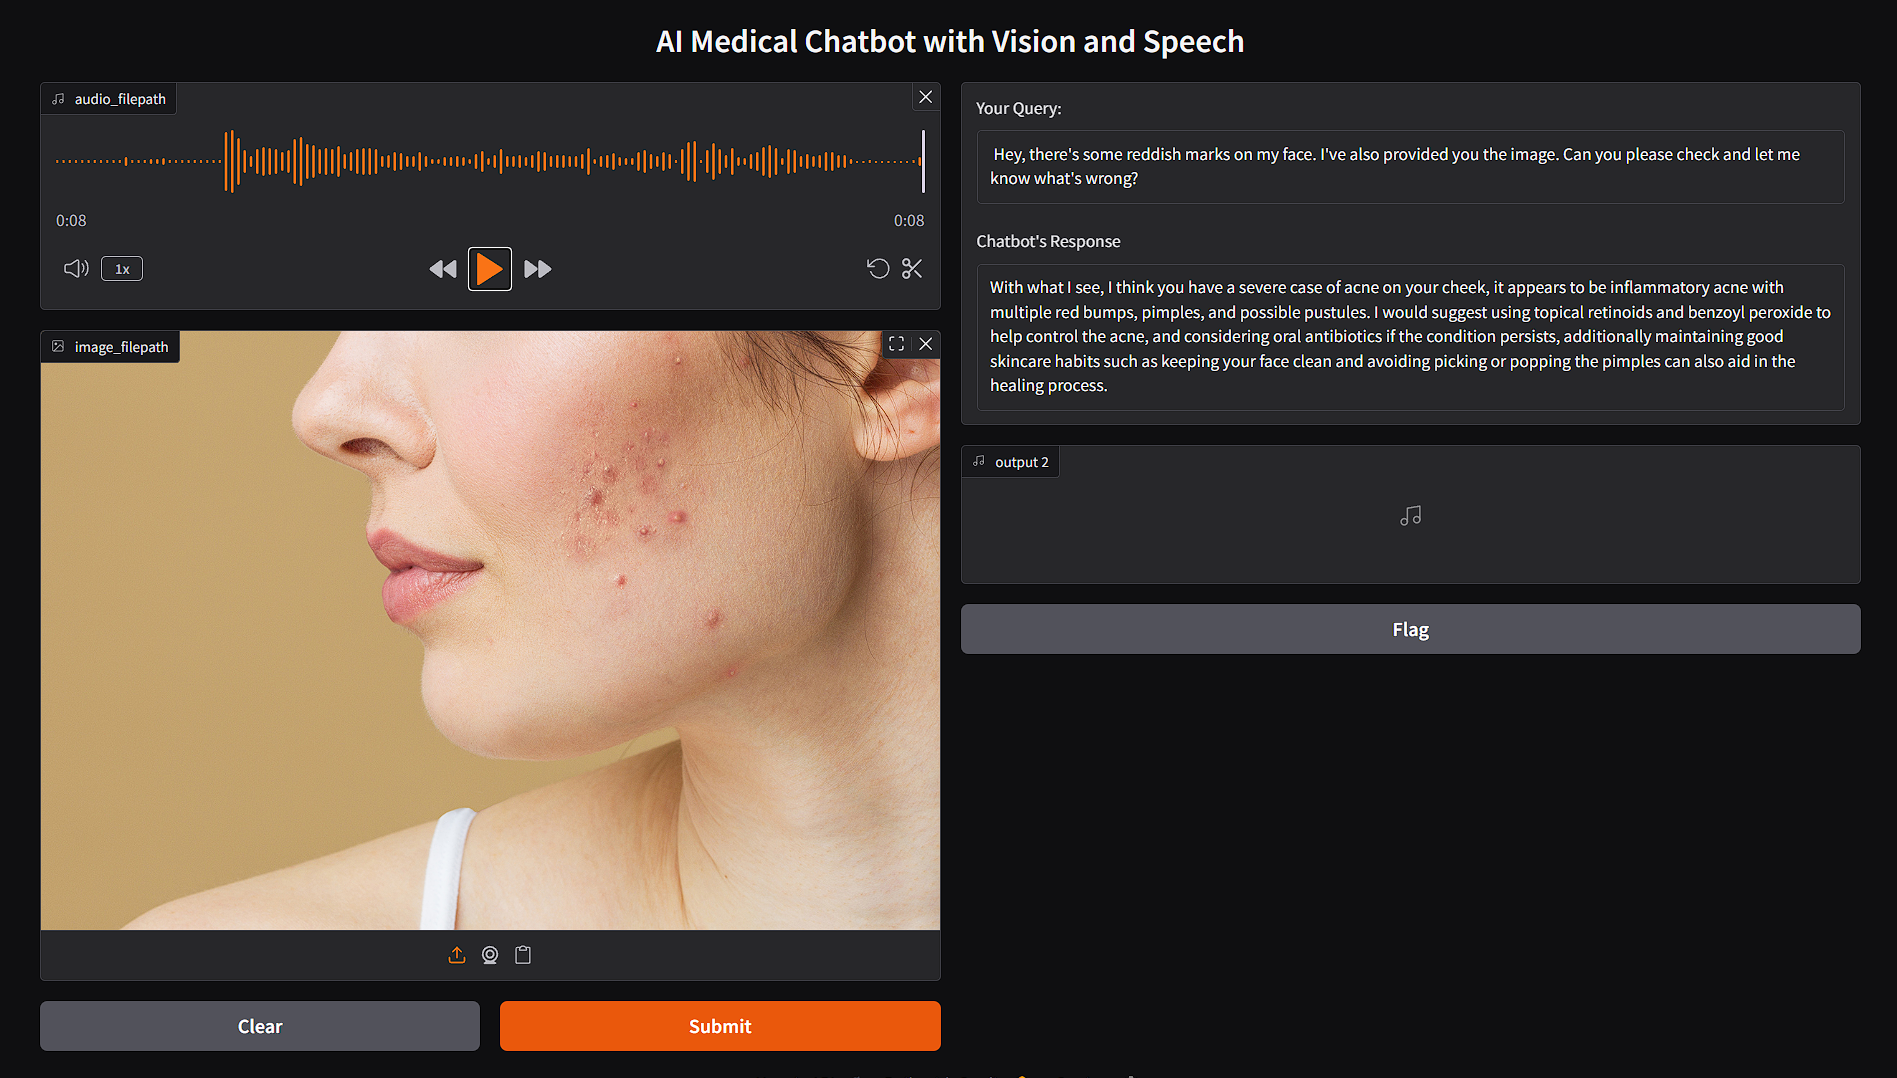 AI Medical Chatbot with Vision and Speech
audio_filepath
0:08
0:08
1x
image_filepath
Clear
Submit
Your Query:
Hey, there's some reddish marks on my face. I've also provided you the image. Can you please check and let me
know what's wrong?
Chatbot's Response
With what I see, I think you have a severe case of acne on your cheek, it appears to be inflammatory acne with
multiple red bumps, pimples, and possible pustules. I would suggest using topical retinoids and benzoyl peroxide to
help control the acne, and considering oral antibiotics if the condition persists, additionally maintaining good
skincare habits such as keeping your face clean and avoiding picking or popping the pimples can also aid in the
healing process.
output 2
Flag